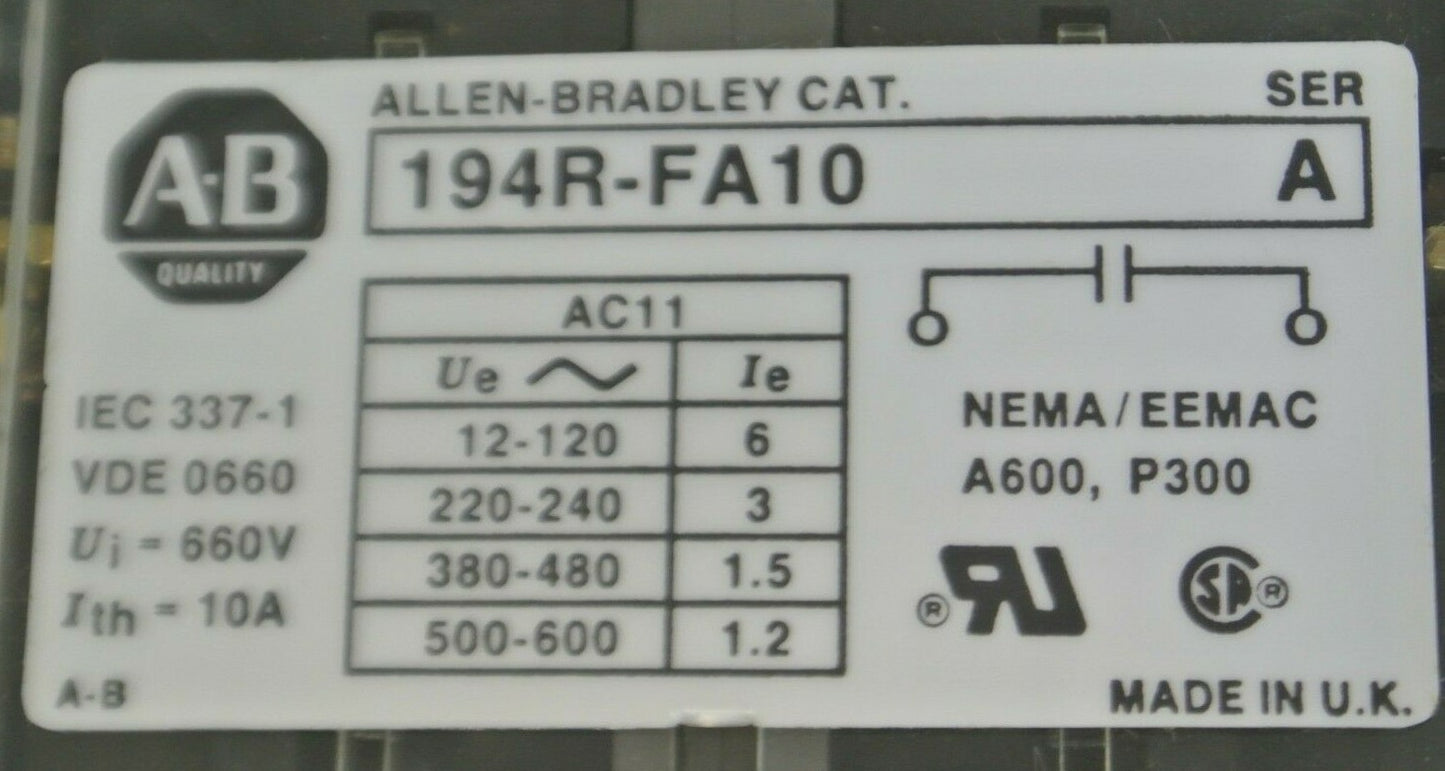 ALLEN-BRADLEY CAT. SER
194R-FA10 A
A-B
QUALITY
AC11
Ue Ie
12-120 6
220-240 3
380-480 1.5
500-600 1.2
IEC 337-1
VDE 0660
Ui = 660V
Ith = 10A
A-B
NEMA/EEMAC
A600, P300
® RU
SA ®
MADE IN U.K.